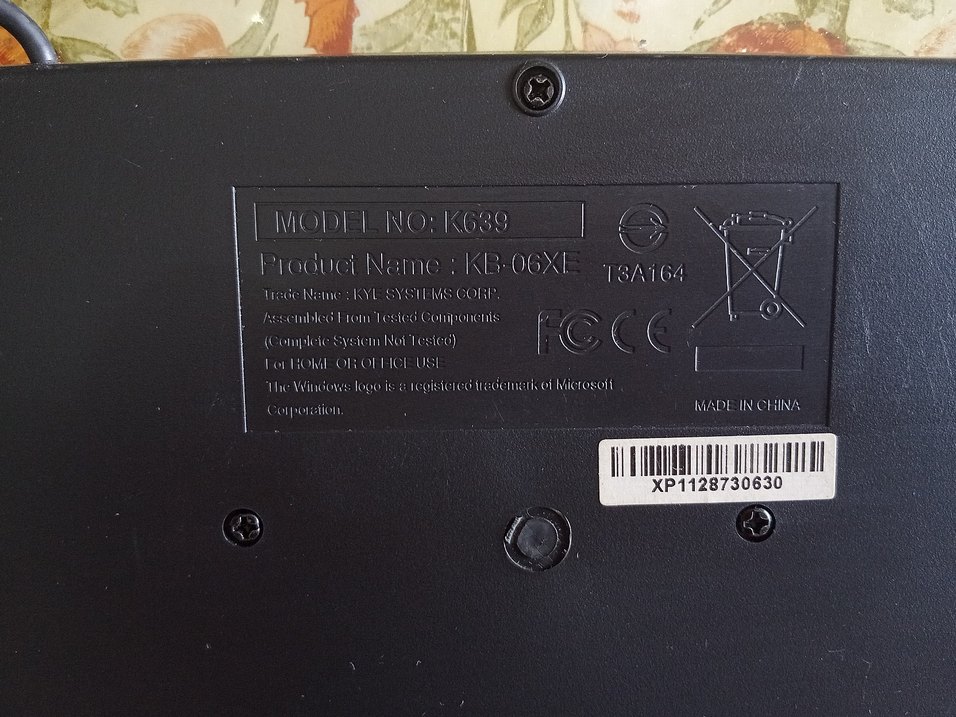 MODEL NO: K639
Product Name : KB-06XE
Trade Name : KYE SYSTEMS CORP.
Assembled From Tested Components
(Complete System Not Tested)
For HOME OR OFFICE USE
The Windows logo is a registered trademark of Microsoft
Corporation.
T3A164
FC CE
MADE IN CHINA
XP1128730630